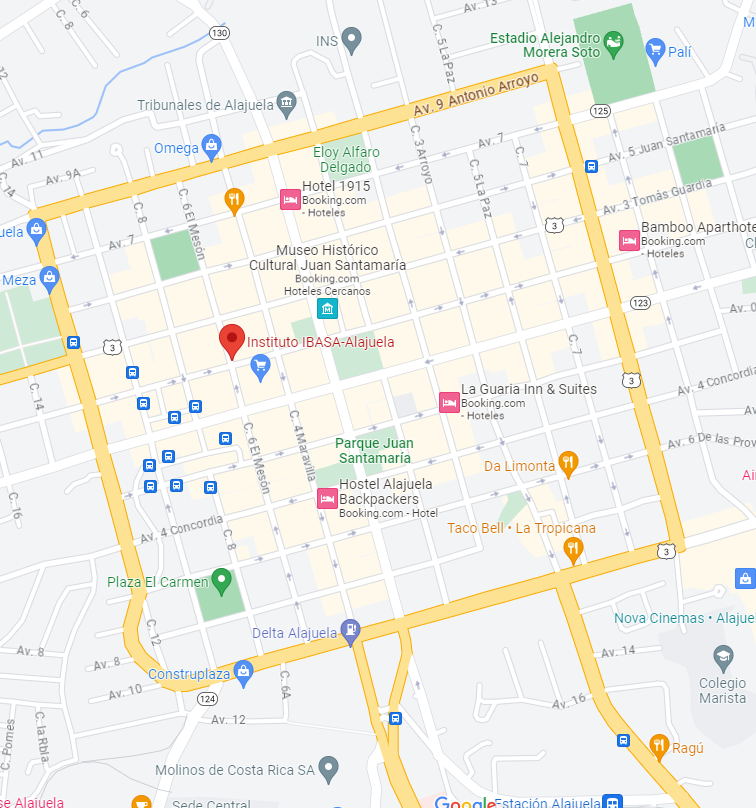 Av. 13
C. 6
C. 8
130
INS
C. 5 La Paz
Estadio Alejandro
Morera Soto
Palí
Tribunales de Alajuela
Av. 9 Antonio Arroyo
125
Av. 11
Omega
Eloy Alfaro
Delgado
C. 3 Arroyo
Av. 7
Av. 5 Juan Santamaría
C. 14
Av. 9A
C. 8
C. 6 El Mesón
Hotel 1915
Booking.com
- Hoteles
C. 5 La Paz
C. 7
Av. 3 Tomás Guardia
uela
Av. 7
Museo Histórico
Cultural Juan Santamaría
Booking.com
Hoteles Cercanos
3
Bamboo Aparthote
Booking.com
- Hoteles
Meza
123
3
Instituto IBASA-Alajuela
C. 7
C. 14
La Guaria Inn & Suites
Booking.com
- Hoteles
3
Av. 4 Concordia
C. 6 El Mesón
C. 4 Maravilla
Parque Juan
Santamaría
Av. 6 De las Prov
Da Limonta
Hostel Alajuela
Backpackers
Booking.com - Hotel
C. 16
Av. 4 Concordia
C. 8
Taco Bell • La Tropicana
3
Plaza El Carmen
Delta Alajuela
Nova Cinemas • Alajue
C. 12
Av. 8
Av. 8
Construplaza
Av. 14
Colegio
Marista
Av. 10
124
C. 6A
Av. 12
Av. 16
C. Pomes
C. la Rbla.
Ragú
Molinos de Costa Rica SA
se Alajuela
Sede Central
Google
Estación Alajuela